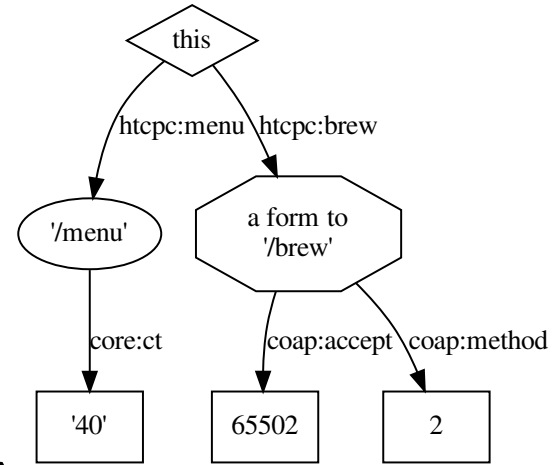 this
htcpc:menu
htcpc:brew
'/menu'
a form to
'/brew'
core:ct
coap:accept
coap:method
'40'
65502
2